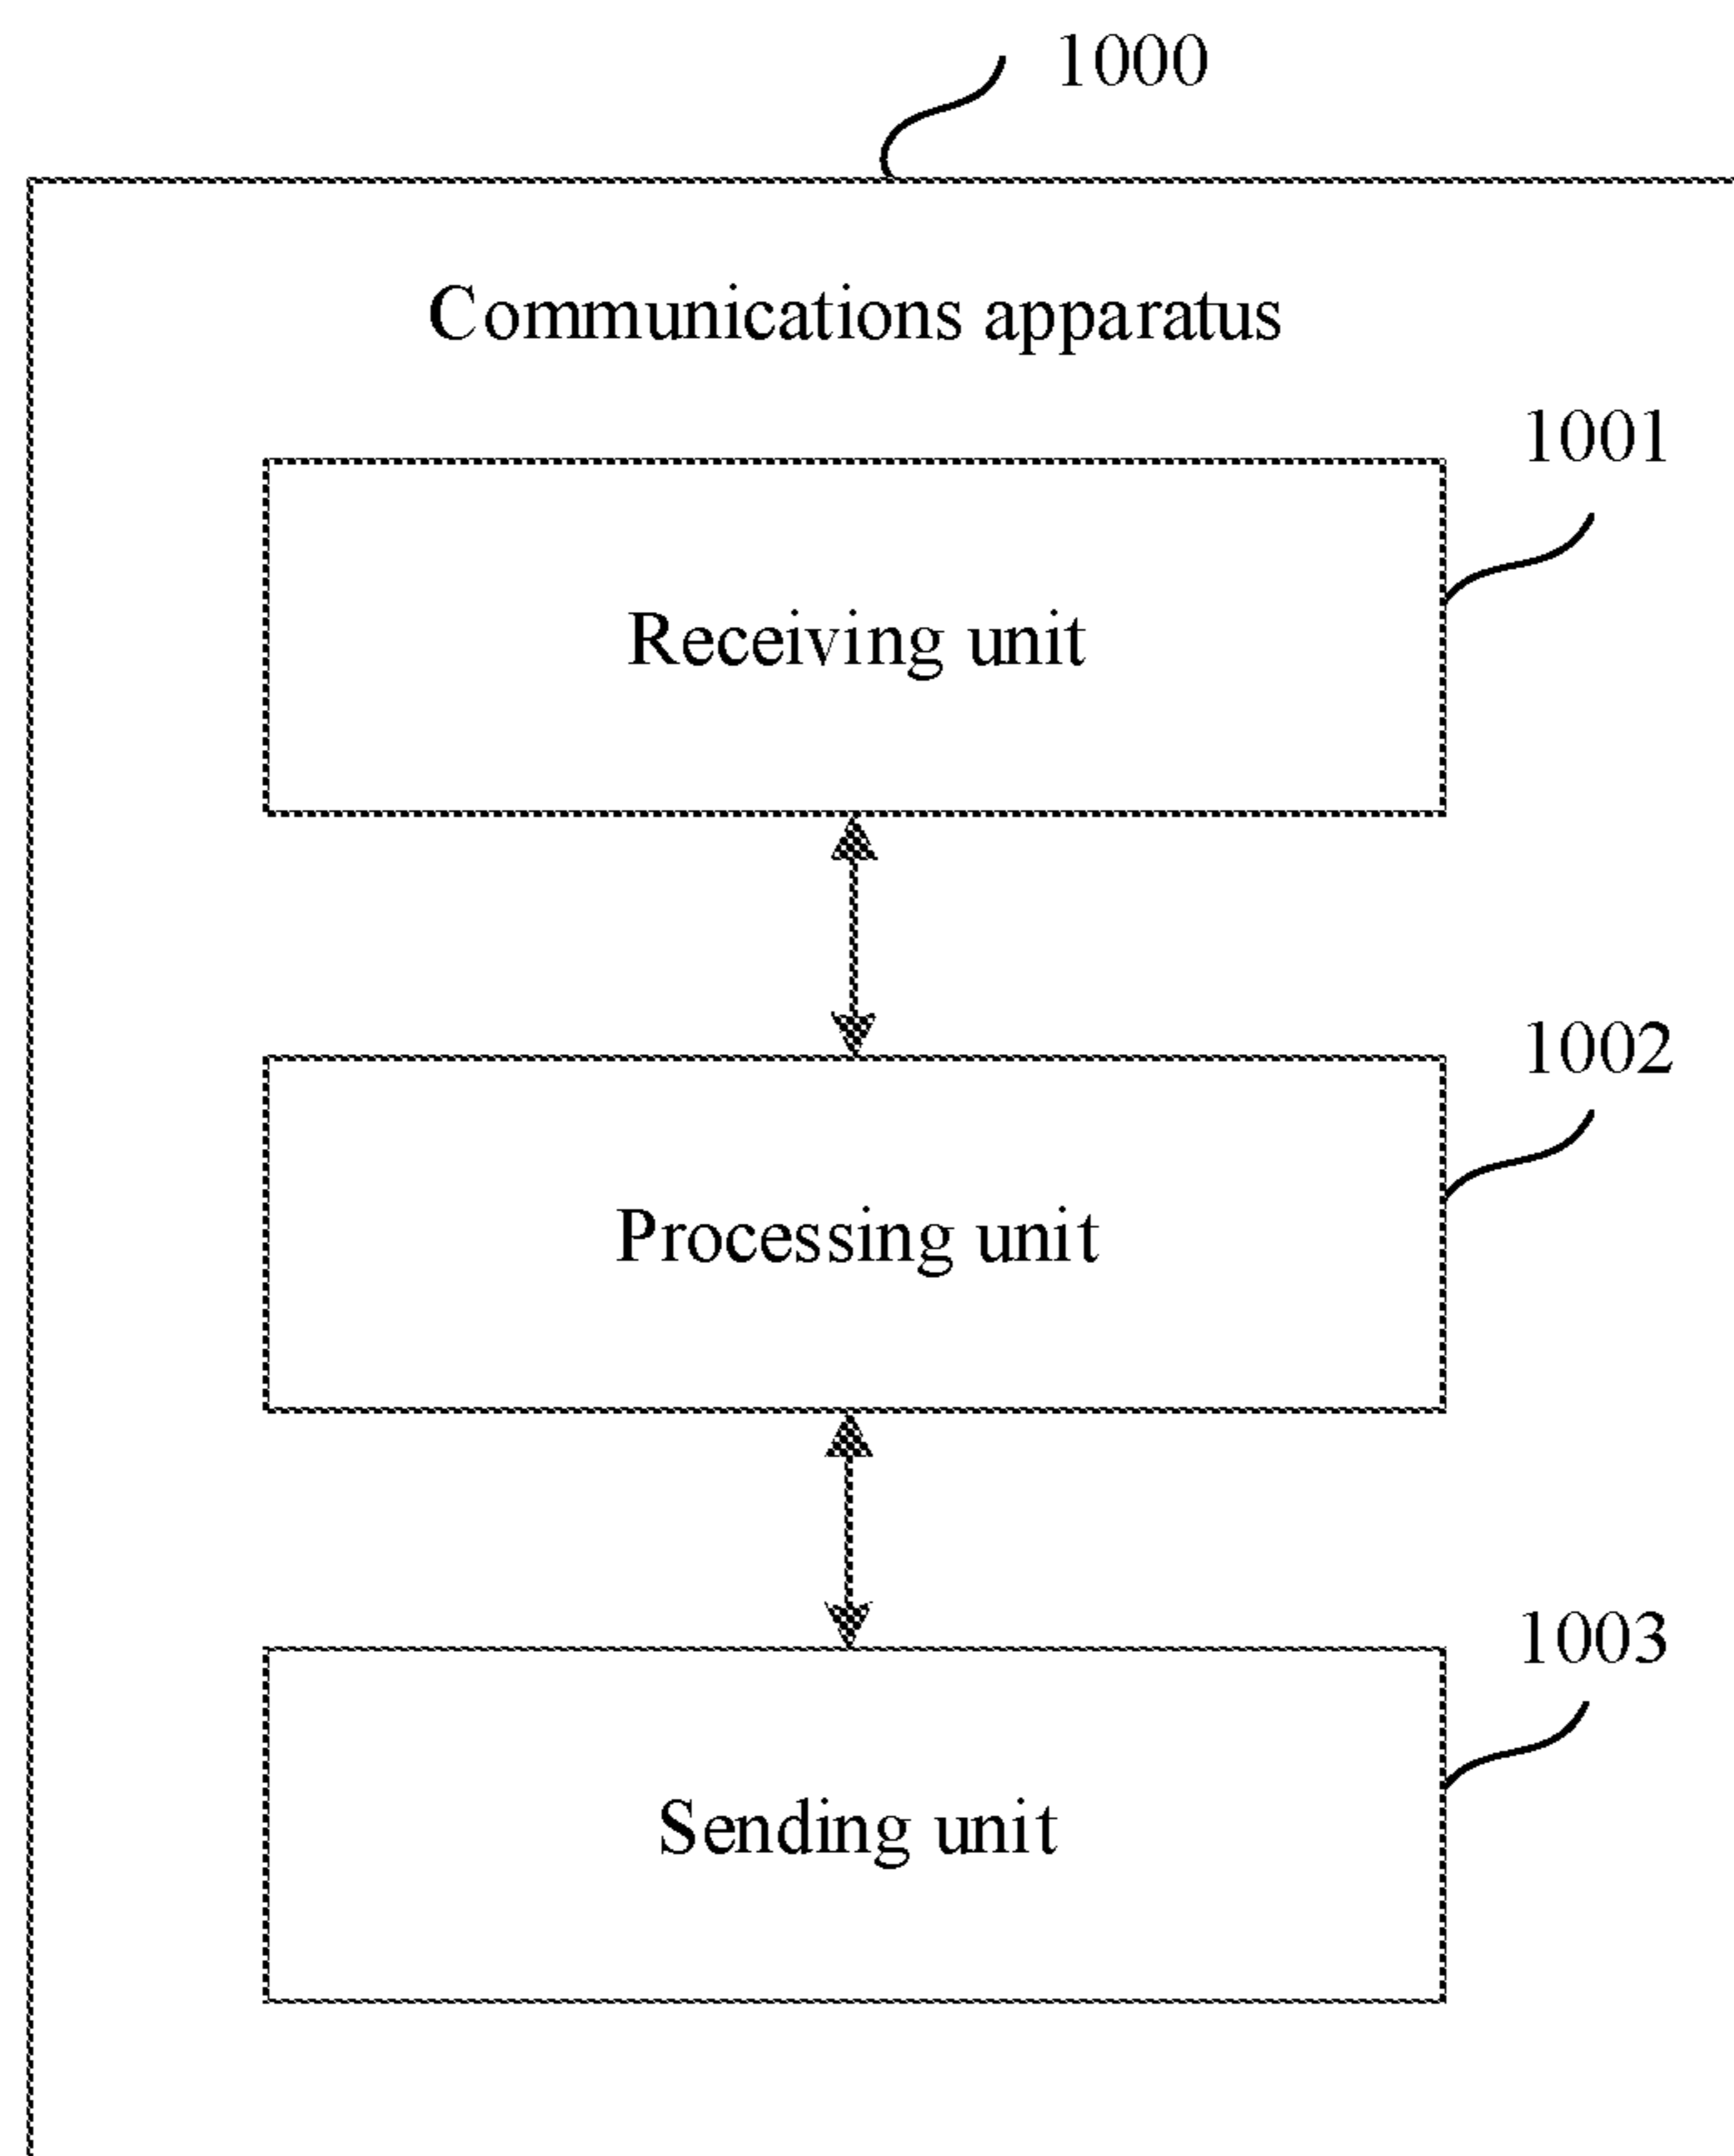 1000
Communications apparatus
1001
Receiving unit
1002
Processing unit
1003
Sending unit